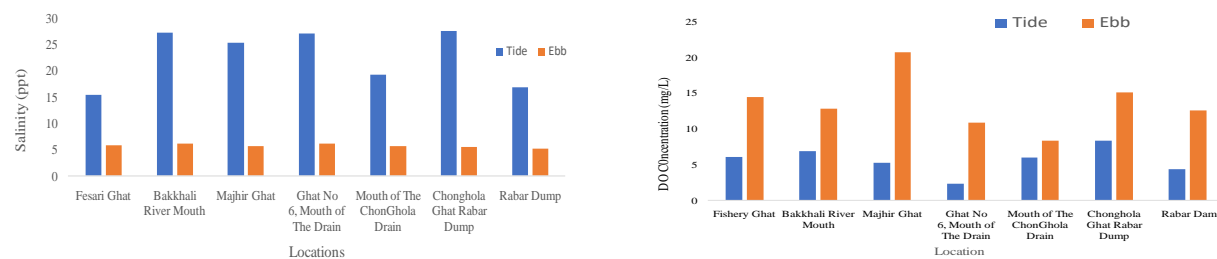 30
25
20
15
10
5
0
Salinity (ppt)
Tide Ebb
Fesari Ghat
Bakkhali
River Mouth
Majhir Ghat
Ghat No
6, Mouth of
The Drain
Mouth of The
ChonGhola
Drain
Chonghola
Ghat Rabar
Dump
Rabar Dump
Locations
25
20
15
10
5
0
DO C0ncentration (mg/L)
Tide Ebb
Fishery Ghat
Bakkhali River
Mouth
Majhir Ghat
Ghat No
6, Mouth of
The Drain
Mouth of The
ChonGhola
Drain
Chonghola
Ghat Rabar
Dump
Rabar Dam
Location